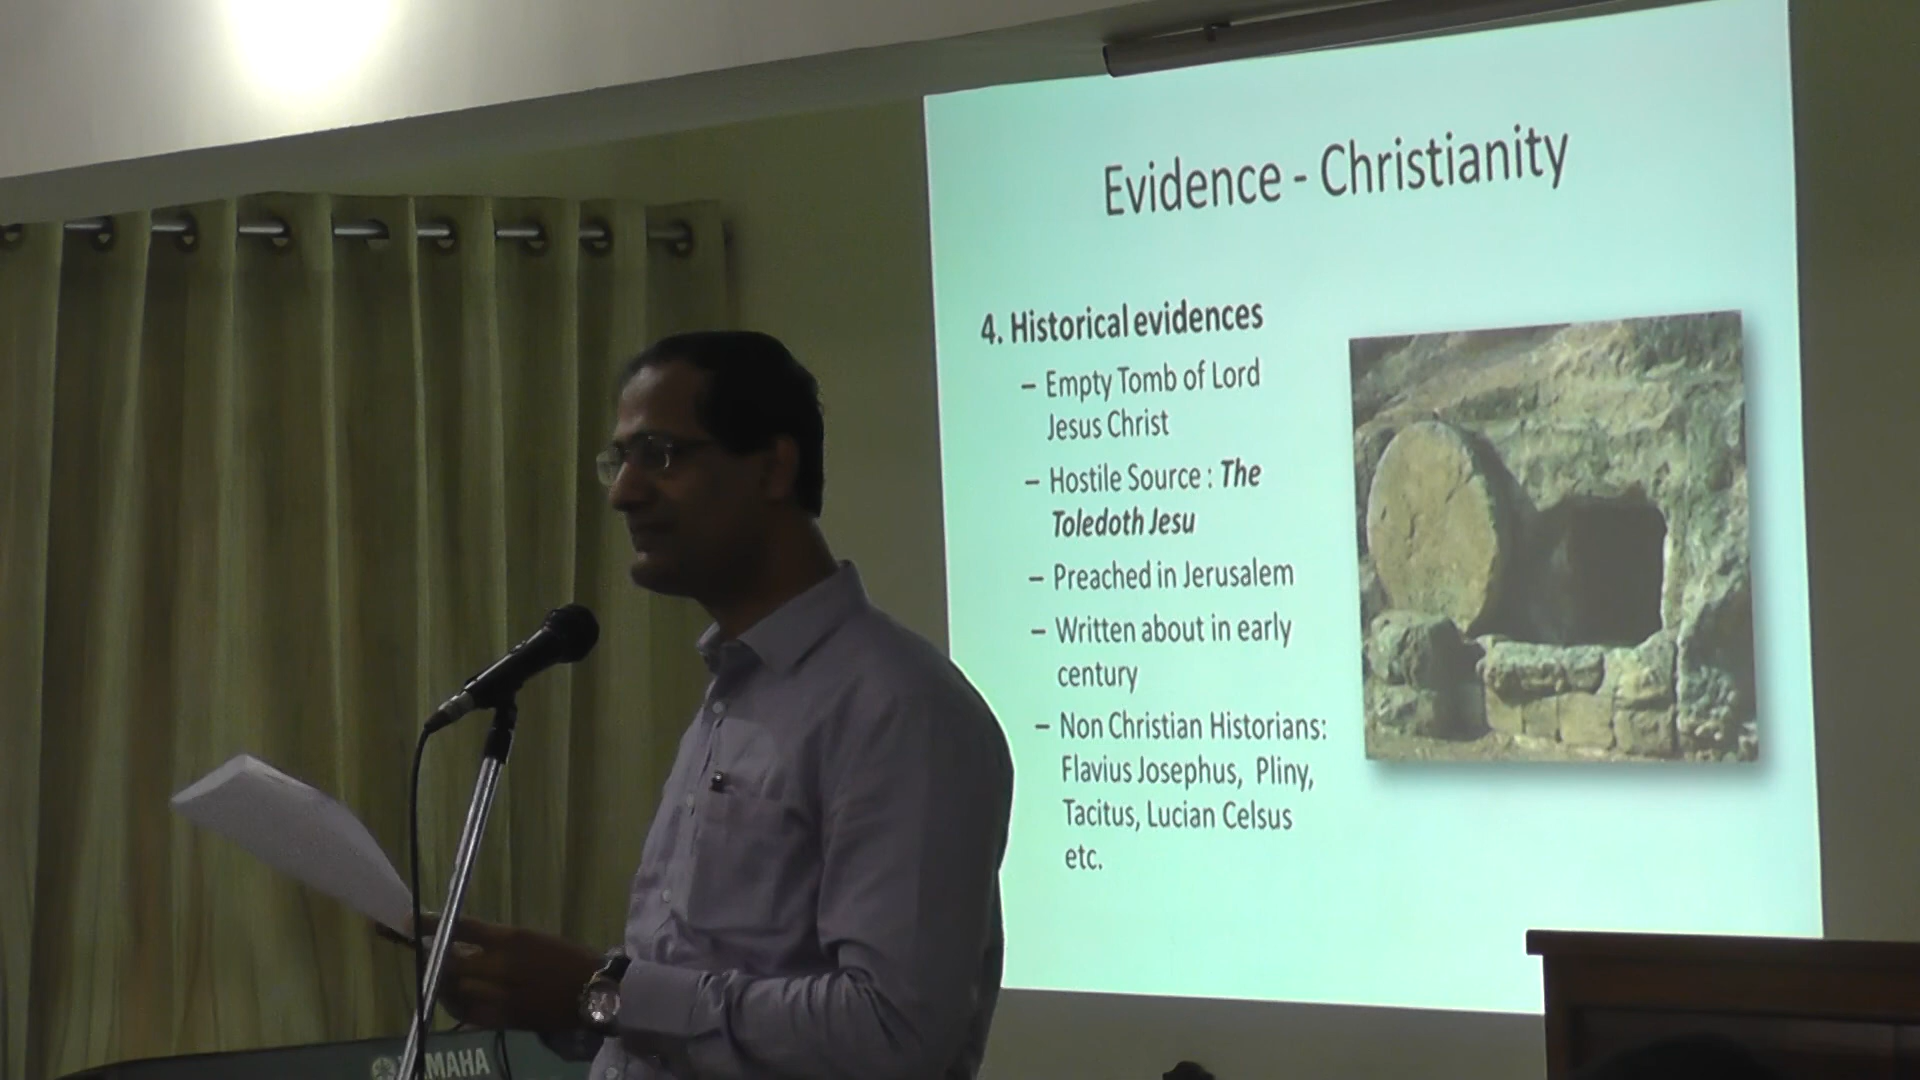 Evidence - Christianity
4. Historical evidences
– Empty Tomb of Lord
Jesus Christ
– Hostile Source : The
Toledoth Jesu
– Preached in Jerusalem
– Written about in early
century
– Non Christian Historians:
Flavius Josephus, Pliny,
Tacitus, Lucian Celsus
etc.
YAMAHA